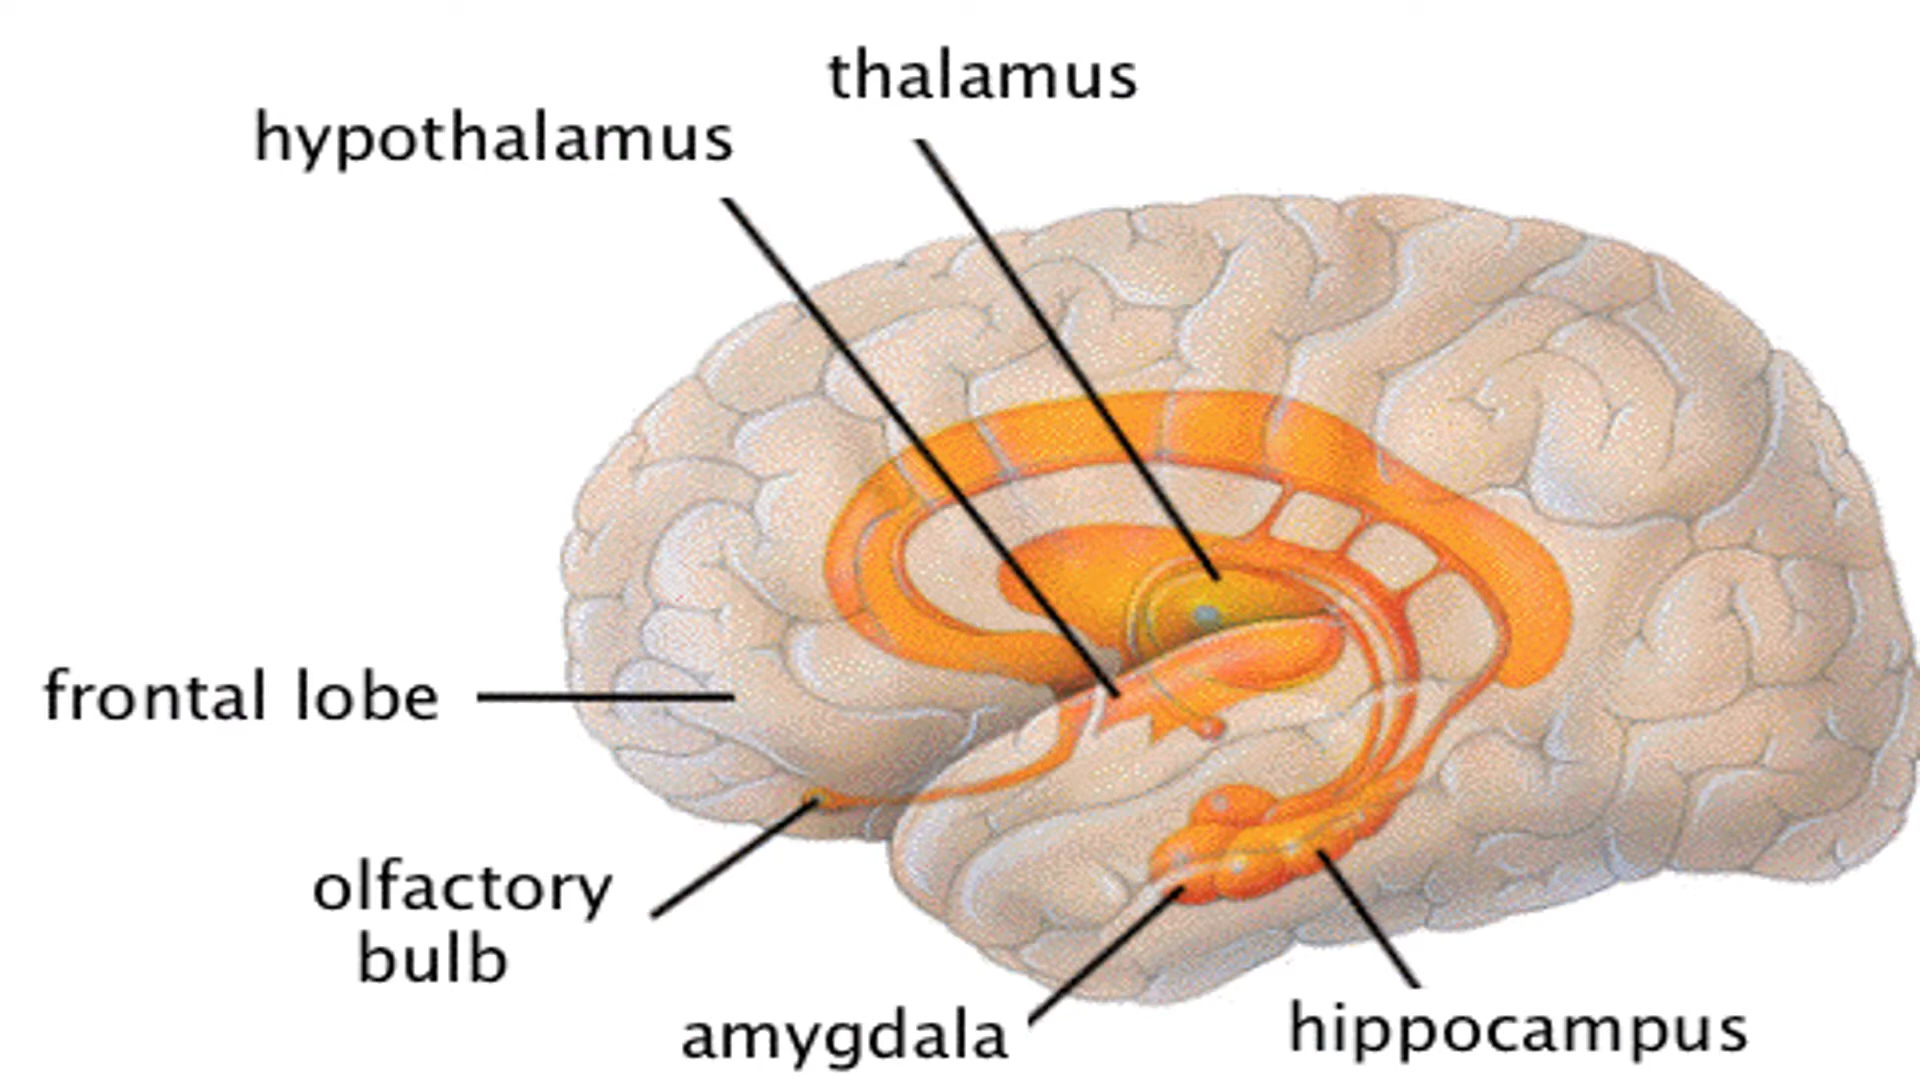 thalamus
hypothalamus
frontal lobe
olfactory
bulb
amygdala
hippocampus